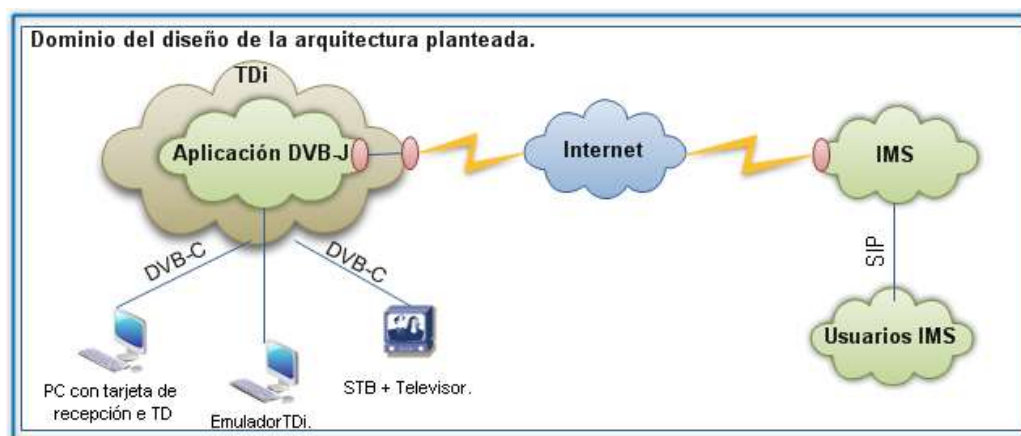 Dominio del diseño de la arquitectura planteada.
TDi
Aplicación DVB-J
Internet
IMS
DVB-C
DVB-C
SIP
Usuarios IMS
PC con tarjeta de
recepción e TD
EmuladorTDi.
STB + Televisor.